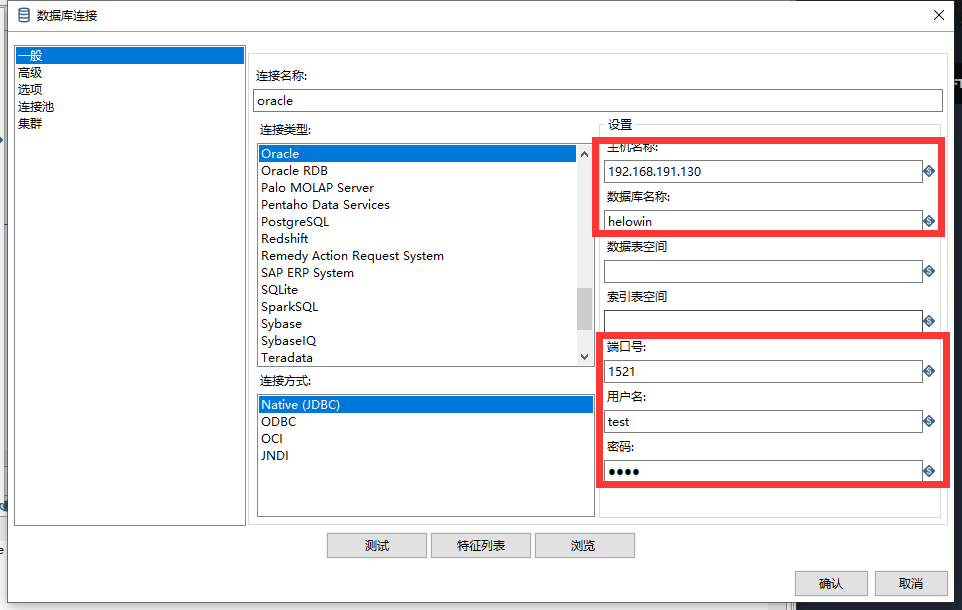 数据库连接
一般
高级
选项
连接池
集群
连接名称:
oracle
连接类型:
Oracle
Oracle RDB
Palo MOLAP Server
Pentaho Data Services
PostgreSQL
Redshift
Remedy Action Request System
SAP ERP System
SQLite
SparkSQL
Sybase
SybaseIQ
Teradata
连接方式:
Native (JDBC)
ODBC
OCI
JNDI
设置
主机名称:
192.168.191.130
数据库名称:
helowin
数据表空间
索引表空间
端口号:
1521
用户名:
test
密码:
●●●●
测试
特征列表
浏览
确认
取消